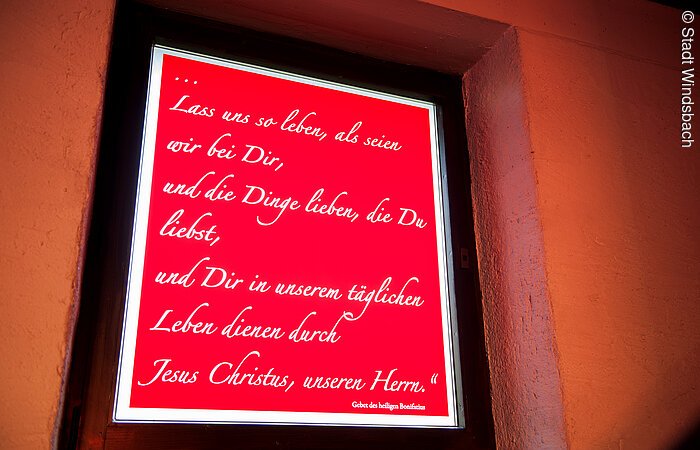 ...
Lass uns so leben, als seien
wir bei Dir,
und die Dinge lieben, die Du
liebst,
und Dir in unserem täglichen
Leben dienen durch
Jesus Christus, unseren Herrn.“
Gebet des heiligen Bonifatius
© Stadt Windsbach